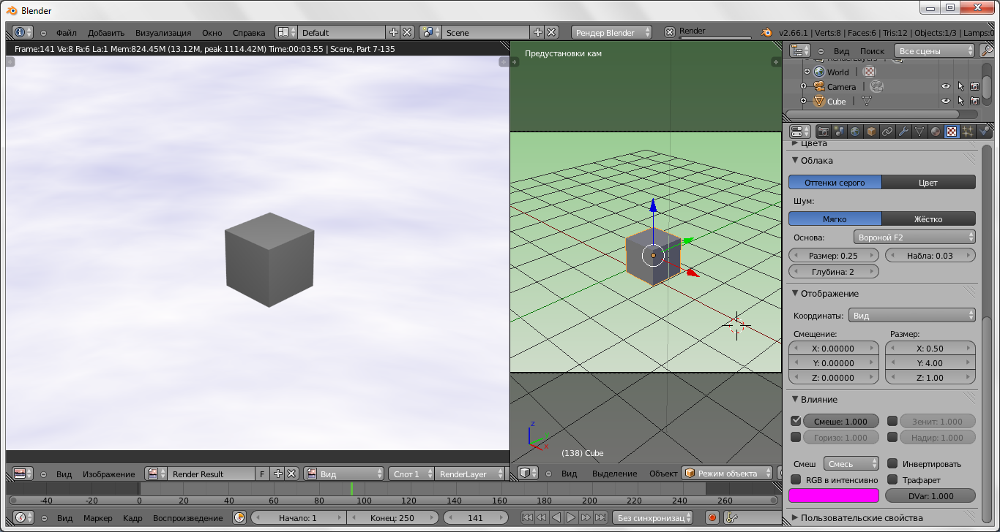 Blender
Файл Добавить Визуализация Окно Справка Default Scene Рендер Blender Render v2.66.1 | Verts:8 | Faces:6 | Tris:12 | Objects:1/3 | Lamps:0
Frame:141 Ve:8 Fa:6 La:1 Mem:824.45M (13.12M, peak 1114.42M) Time:00:03.55 | Scene, Part 7-135
Предустановки кам
Z
Y
X
(138) Cube
Вид Поиск Все сцены
RenderLayers
World
Camera
Cube
Цвета
Облака
Оттенки серого Цвет
Шум:
Мягко Жёстко
Основа: Вороной F2
Размер: 0.25 Набла: 0.03
Глубина: 2
Отображение
Координаты: Вид
Смещение: Размер:
X: 0.00000 X: 0.50
Y: 0.00000 Y: 4.00
Z: 0.00000 Z: 1.00
Влияние
Смеше: 1.000 Зенит: 1.000
Горизо: 1.000 Надир: 1.000
Смеш Смесь Инвертировать
RGB в интенсивно Трафарет
DVar: 1.000
Пользовательские свойства
Вид Изображение Render Result F Вид Слот 1 RenderLayer
Вид Выделение Объект Режим объекта
-40 -20 0 20 40 60 80 100 120 140 160 180 200 220 240 260
Вид Маркер Кадр Воспроизведение Начало: 1 Конец: 250 141 Без синхронизац